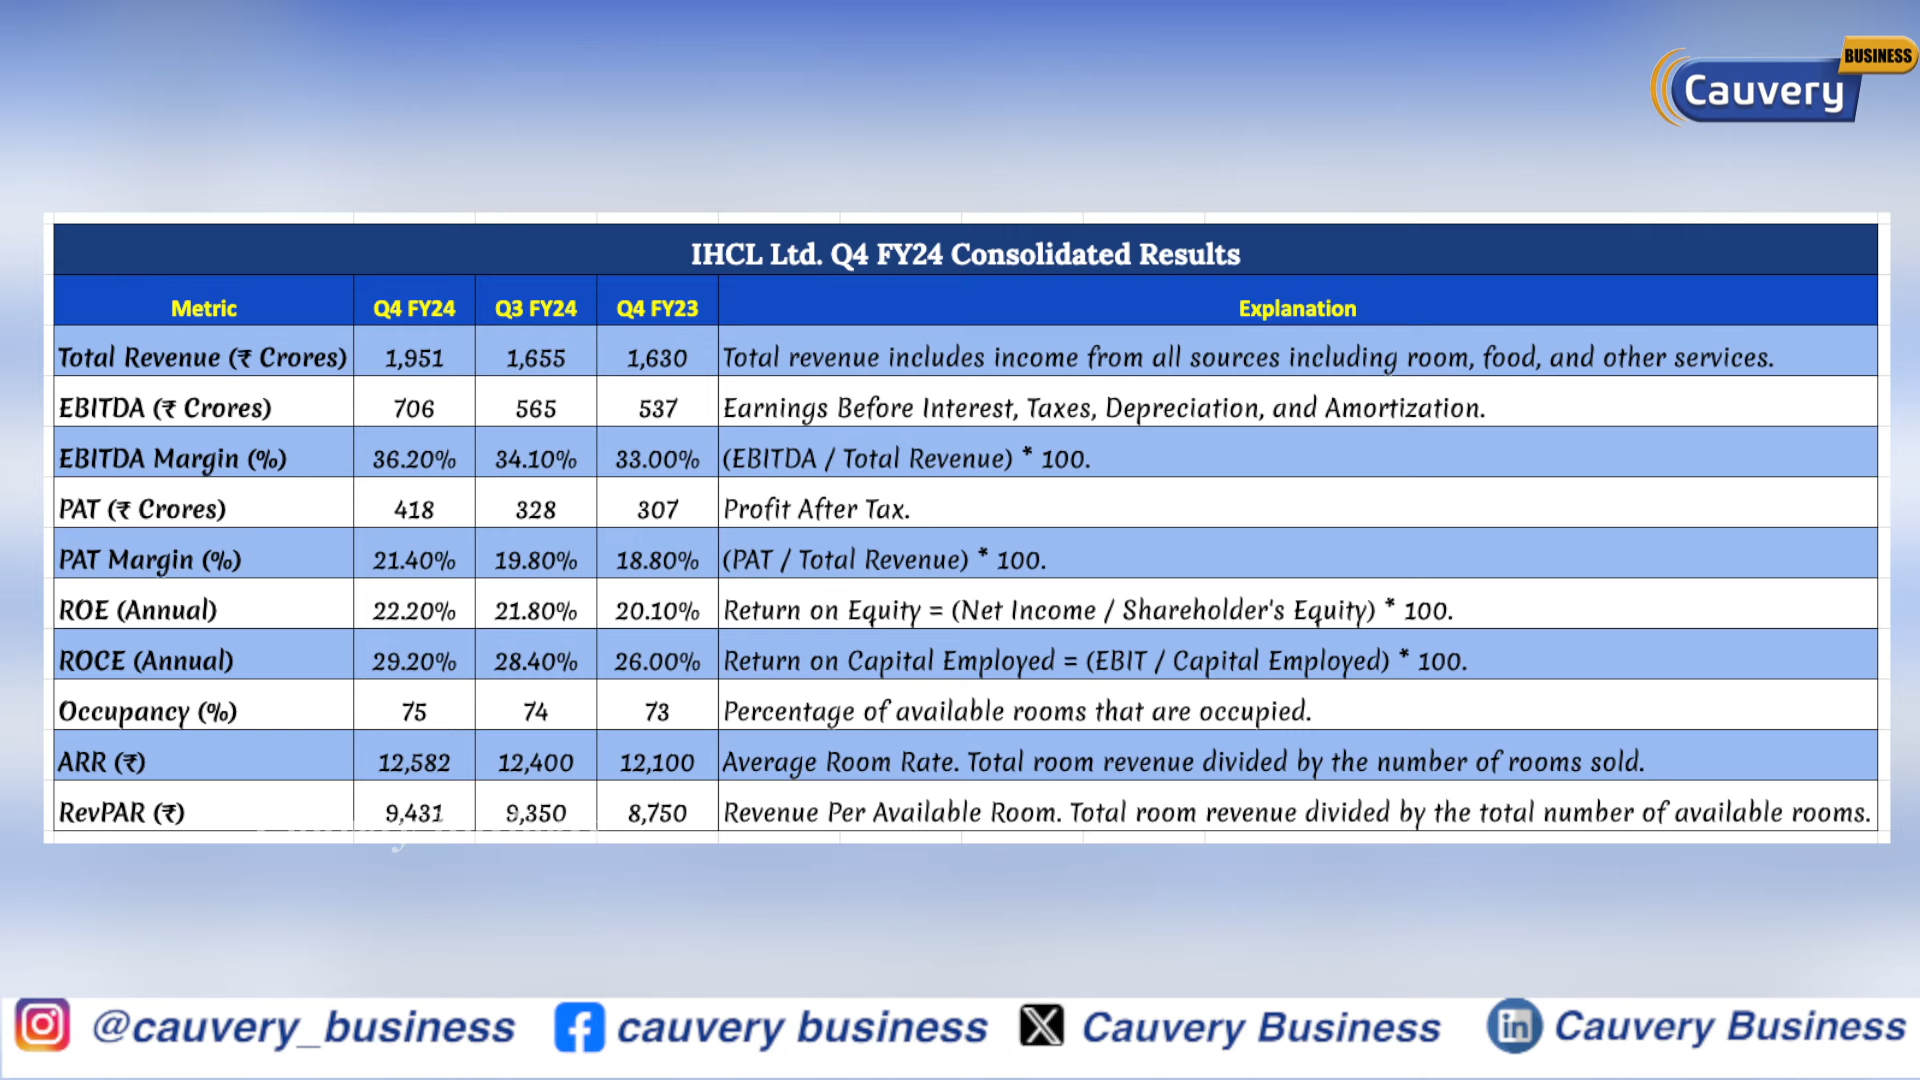 BUSINESS
Cauvery
IHCL Ltd. Q4 FY24 Consolidated Results
Metric Q4 FY24 Q3 FY24 Q4 FY23 Explanation
Total Revenue (₹ Crores) 1,951 1,655 1,630 Total revenue includes income from all sources including room, food, and other services.
EBITDA (₹ Crores) 706 565 537 Earnings Before Interest, Taxes, Depreciation, and Amortization.
EBITDA Margin (%) 36.20% 34.10% 33.00% (EBITDA / Total Revenue) * 100.
PAT (₹ Crores) 418 328 307 Profit After Tax.
PAT Margin (%) 21.40% 19.80% 18.80% (PAT / Total Revenue) * 100.
ROE (Annual) 22.20% 21.80% 20.10% Return on Equity = (Net Income / Shareholder's Equity) * 100.
ROCE (Annual) 29.20% 28.40% 26.00% Return on Capital Employed = (EBIT / Capital Employed) * 100.
Occupancy (%) 75 74 73 Percentage of available rooms that are occupied.
ARR (₹) 12,582 12,400 12,100 Average Room Rate. Total room revenue divided by the number of rooms sold.
RevPAR (₹) 9,431 9,350 8,750 Revenue Per Available Room. Total room revenue divided by the total number of available rooms.
@cauvery_business cauvery business Cauvery Business Cauvery Business